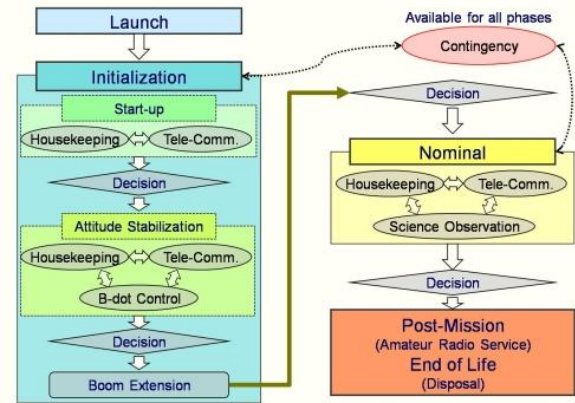 Launch
Initialization
Start-up
Housekeeping
Tele-Comm.
Decision
Attitude Stabilization
Housekeeping
Tele-Comm.
B-dot Control
Decision
Boom Extension
Available for all phases
Contingency
Decision
Nominal
Housekeeping
Tele-Comm.
Science Observation
Decision
Post-Mission
(Amateur Radio Service)
End of Life
(Disposal)